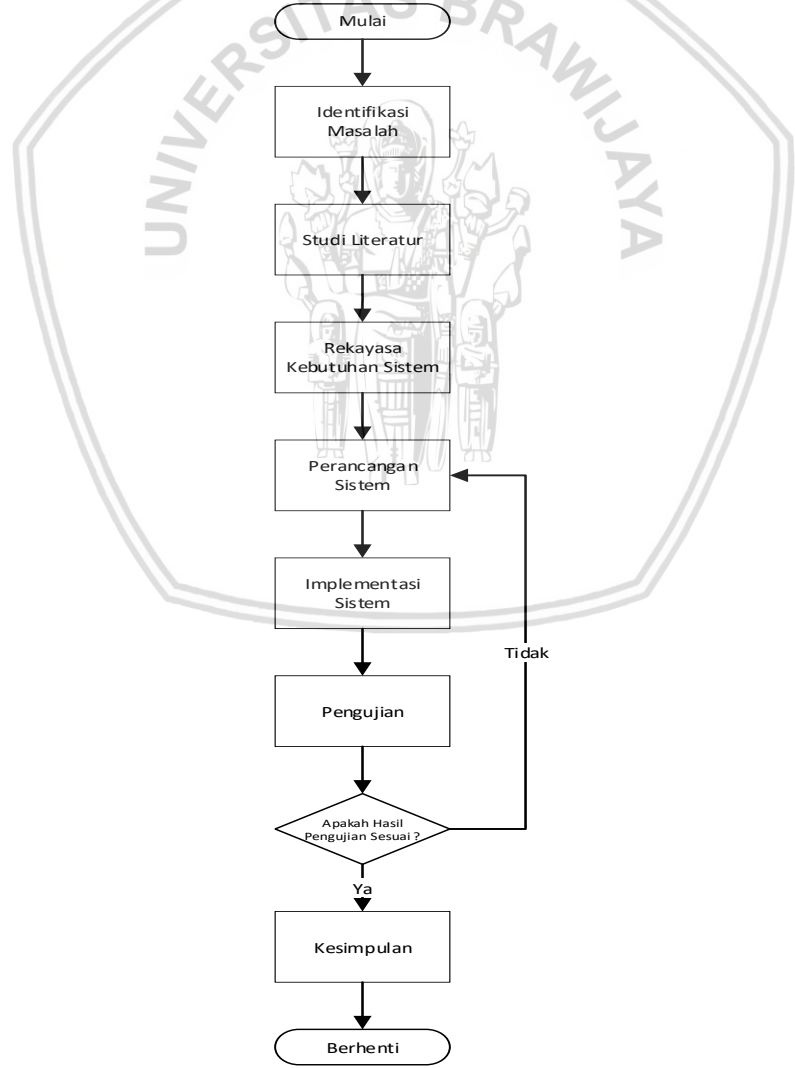 UNIVERSITAS BRAWIJAYA
Mulai
Identifikasi
Masalah
Studi Literatur
Rekayasa
Kebutuhan Sistem
Perancangan
Sistem
Implementasi
Sistem
Tidak
Pengujian
Apakah Hasil
Pengujian Sesuai ?
Ya
Kesimpulan
Berhenti